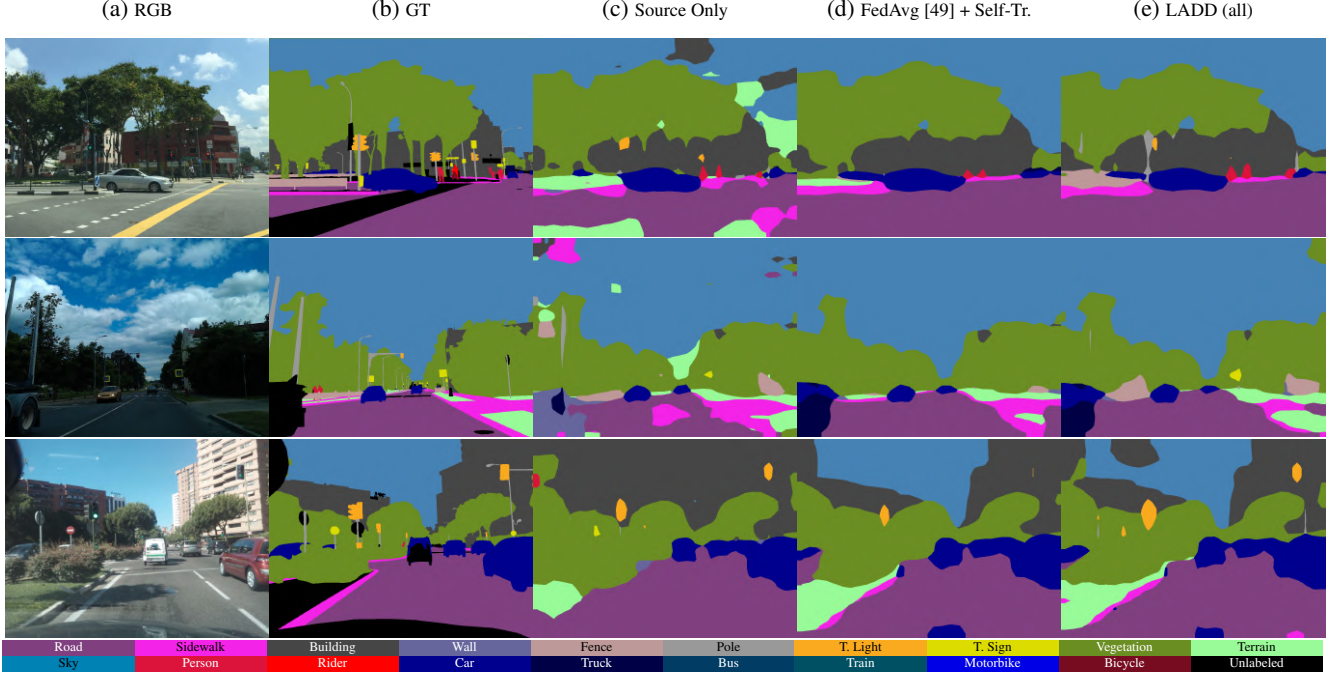 (a) RGB (b) GT (c) Source Only (d) FedAvg [49] + Self-Tr. (e) LADD (all)
Road Sidewalk Building Wall Fence Pole T. Light T. Sign Vegetation Terrain
Sky Person Rider Car Truck Bus Train Motorbike Bicycle Unlabeled